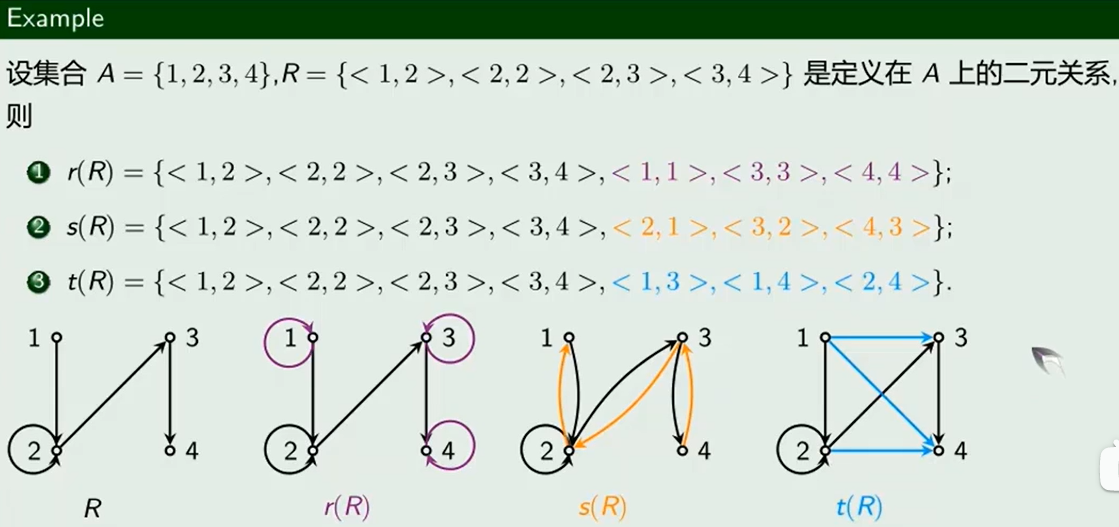 Example
设集合 A = {1, 2, 3, 4},R = {< 1, 2 >,< 2, 2 >,< 2, 3 >,< 3, 4 >} 是定义在 A 上的二元关系,
则
1 r(R) = {< 1, 2 >,< 2, 2 >,< 2, 3 >,< 3, 4 >,< 1, 1 >,< 3, 3 >,< 4, 4 >};
2 s(R) = {< 1, 2 >,< 2, 2 >,< 2, 3 >,< 3, 4 >,< 2, 1 >,< 3, 2 >,< 4, 3 >};
3 t(R) = {< 1, 2 >,< 2, 2 >,< 2, 3 >,< 3, 4 >,< 1, 3 >,< 1, 4 >,< 2, 4 >}.
1 3 1 3 1 3 1 3
2 4 2 4 2 4 2 4
R r(R) s(R) t(R)